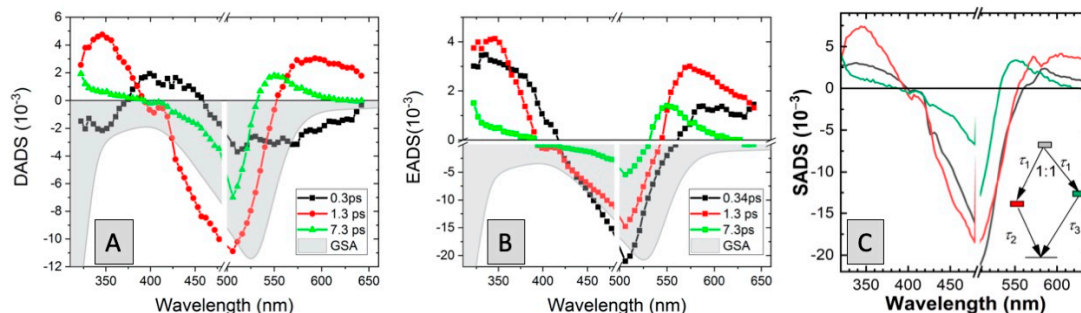 DADS (10⁻³)
6
4
2
0
-2
-4
-6
-8
-10
-12
350 400 450 500 550 600 650
Wavelength (nm)
A
0.3ps
1.3 ps
7.3 ps
GSA
EADS(10⁻³)
4
2
0
-5
-10
-15
-20
350 400 450 500 550 600 650
Wavelength (nm)
B
0.34ps
1.3 ps
7.3ps
GSA
SADS (10⁻³)
C
5
0
-5
-10
-15
-20
350 400 450 550 600
Wavelength (nm)
τ₁ τ₁
1:1
τ₂ τ₃